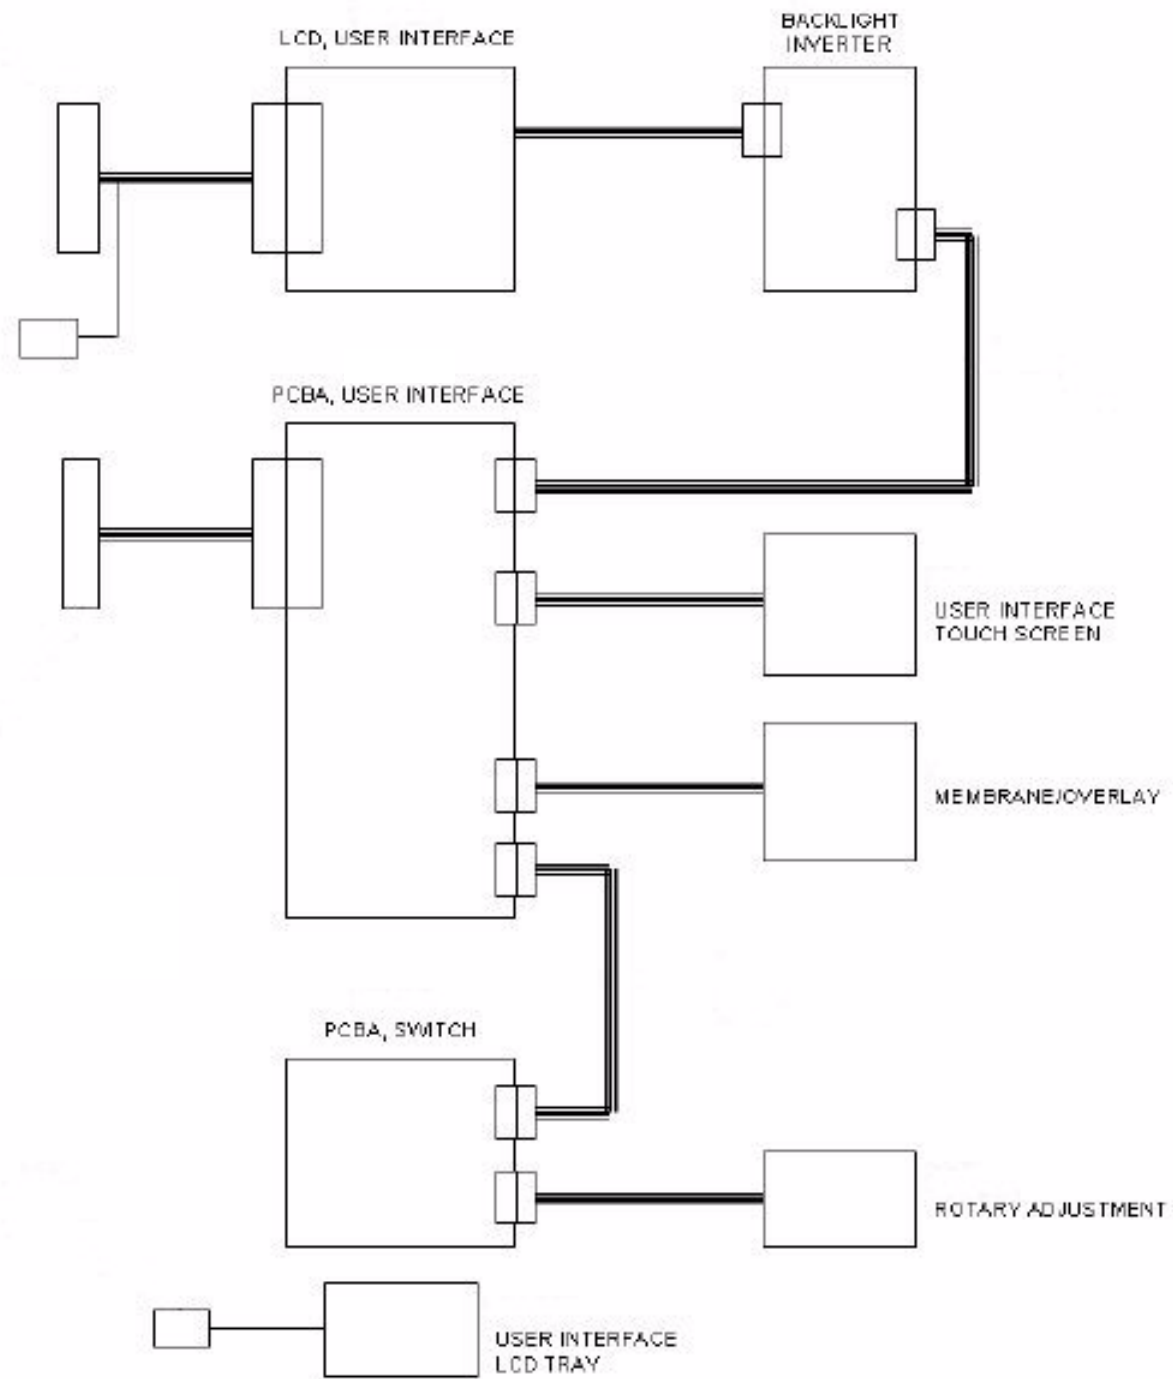 BACKLIGHT
INVERTER
LCD, USER INTERFACE
PCBA, USER INTERFACE
USER INTERFACE
TOUCH SCREEN
MEMBRANE/OVERLAY
PCBA, SWITCH
ROTARY ADJUSTMENT
USER INTERFACE
LCD TRAY